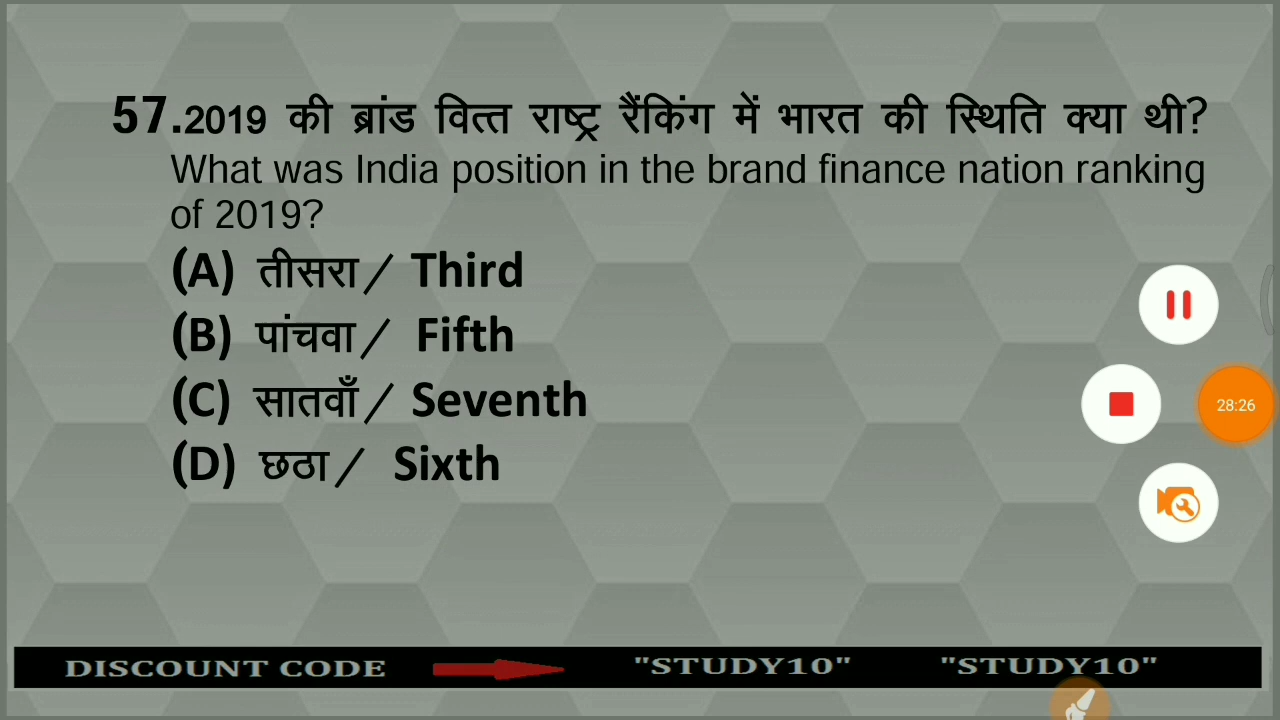 57.2019 की ब्रांड वित्त राष्ट्र रैंकिंग में भारत की स्थिति क्या थी?
What was India position in the brand finance nation ranking
of 2019?
(A) तीसरा / Third
(B) पांचवा / Fifth
(C) सातवाँ / Seventh
(D) छठा / Sixth
28:26
DISCOUNT CODE "STUDY10" "STUDY10"